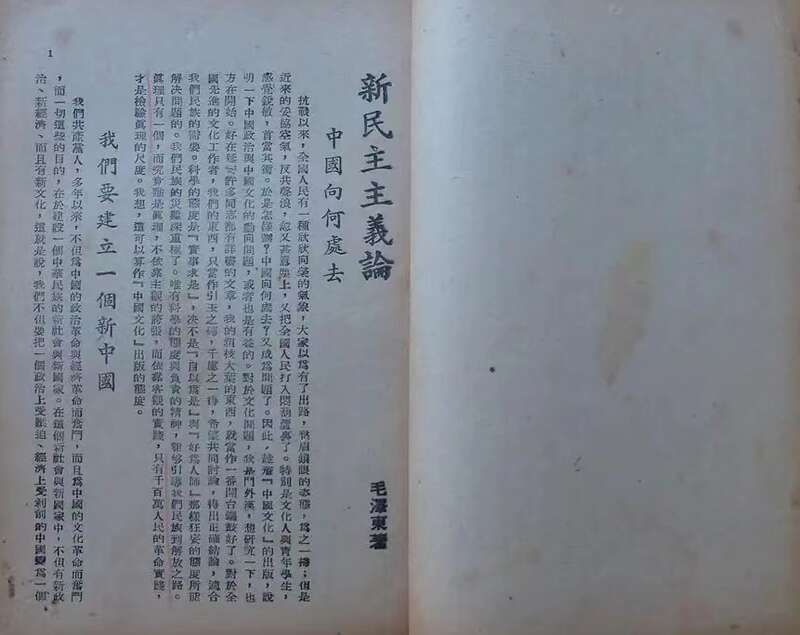 新民主主義論
毛澤東著
中國向何處去
抗戰以來,全國人民有一種欣欣向榮的氣象,大家以爲有了出路,愁眉鎖眼的姿態,爲之一掃;但是
近來的妥協空氣,反共聲浪,忽又甚囂塵上,又把全國人民打入悶葫蘆裏了。特別是文化人與青年學生,
感覺銳敏,首當其衝。於是怎樣辦?中國向何處去?又成爲問題了。因此,趁着『中國文化』的出版,說
明一下中國政治與中國文化的動向問題,或者也是有益的。對於文化問題,我是門外漢,想研究一下,也
方在開始。好在延安許多同志都有詳盡的文章,我的粗枝大葉的東西,就當作一番開台鑼鼓好了。對於全
國先進的文化工作者,我們的東西,只當作引玉之磚,千慮之一得,希望共同討論,得出正確結論,適合
我們民族的需要。科學的態度是『實事求是』,决不是『自以爲是』與『好爲人師』那樣狂妄的態度所能
解决問題的。我們民族的災難深重極了。唯有科學的態度與負責的精神,能够引導我們民族到解放之路。
眞理只有一個,而究竟誰是眞理,不依靠主觀的誇張,而依靠客觀的實踐,只有千百萬人民的革命實踐,
才是檢驗眞理的尺度。我想,這可以算作『中國文化』出版的態度。
我們要建立一個新中國
我們共產黨人,多年以來,不但爲中國的政治革命與經濟革命而奮鬥,而且爲中國的文化革命而奮鬥
,而一切這些的目的,在於建設一個中華民族的新社會與新國家。在這個新社會與新國家中,不但有新政
治、新經濟、而且有新文化,這就是說,我們不但要把一個政治上受壓迫、經濟上受剥削的中國變爲一個
1